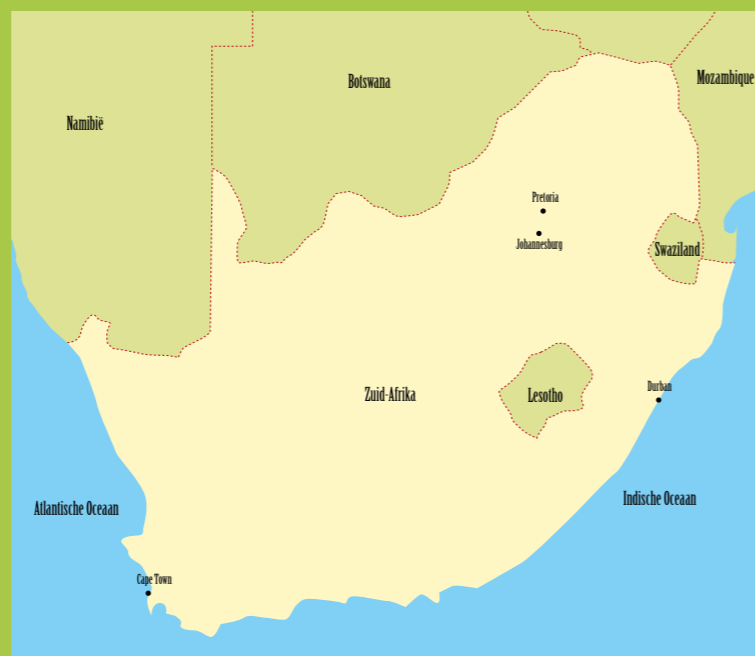 Mozambique
Botswana
Namibië
Pretoria
Johannesburg
Swaziland
Durban
Zuid-Afrika
Lesotho
Indische Oceaan
Atlantische Oceaan
Cape Town